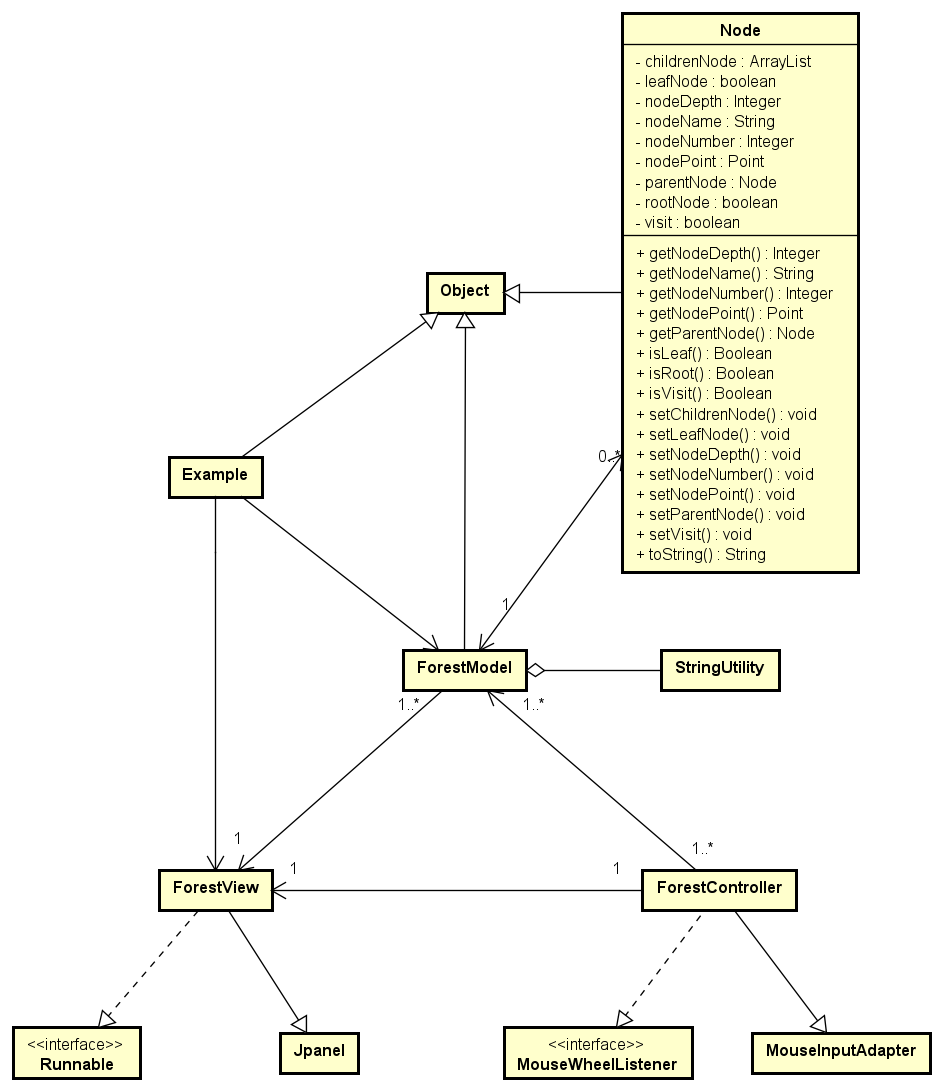 Node
- childrenNode : ArrayList
- leafNode : boolean
- nodeDepth : Integer
- nodeName : String
- nodeNumber : Integer
- nodePoint : Point
- parentNode : Node
- rootNode : boolean
- visit : boolean
+ getNodeDepth() : Integer
+ getNodeName() : String
+ getNodeNumber() : Integer
+ getNodePoint() : Point
+ getParentNode() : Node
+ isLeaf() : Boolean
+ isRoot() : Boolean
+ isVisit() : Boolean
+ setChildrenNode() : void
+ setLeafNode() : void
+ setNodeDepth() : void
+ setNodeNumber() : void
+ setNodePoint() : void
+ setParentNode() : void
+ setVisit() : void
+ toString() : String
Object
Example
0..*
1
ForestModel
StringUtility
1..*
1..*
1
1..*
1
1
ForestView
ForestController
<<interface>>
Runnable
Jpanel
<<interface>>
MouseWheelListener
MouseInputAdapter